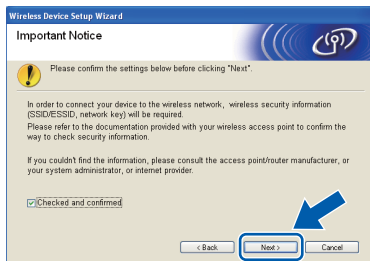 Wireless Device Setup Wizard
Important Notice
Please confirm the settings below before clicking "Next".
In order to connect your device to the wireless network, wireless security information
(SSID/ESSID, network key) will be required.
Please refer to the documentation provided with your wireless access point to confirm the
way to check security information.
If you couldn't find the information, please consult the access point/router manufacturer, or
your system administrator, or internet provider.
Checked and confirmed
< Back
Next >
Cancel